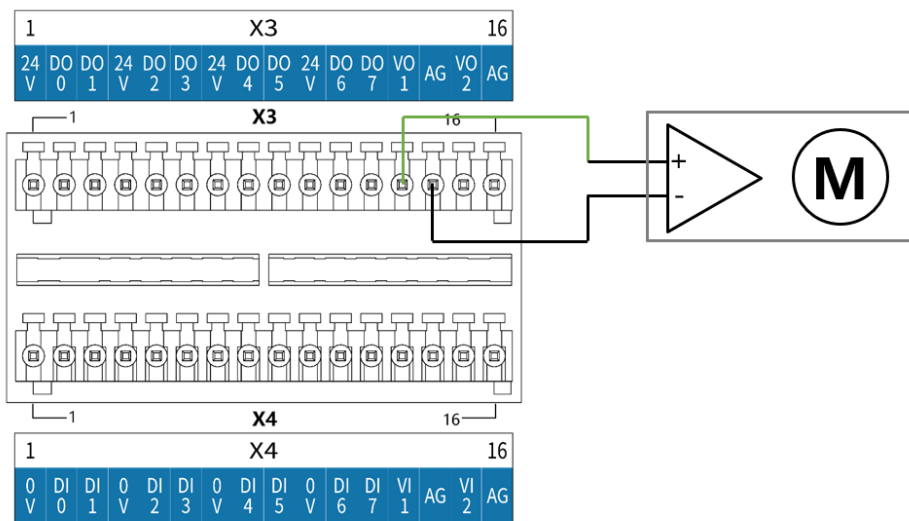 1 X3 16
24 V DO 0 DO 1 24 V DO 2 DO 3 24 V DO 4 DO 5 24 V DO 6 DO 7 VO 1 AG VO 2 AG
1 X3 16
+
M
-
1 X4 16
1 X4 16
0 V DI 0 DI 1 0 V DI 2 DI 3 0 V DI 4 DI 5 0 V DI 6 DI 7 VI 1 AG VI 2 AG